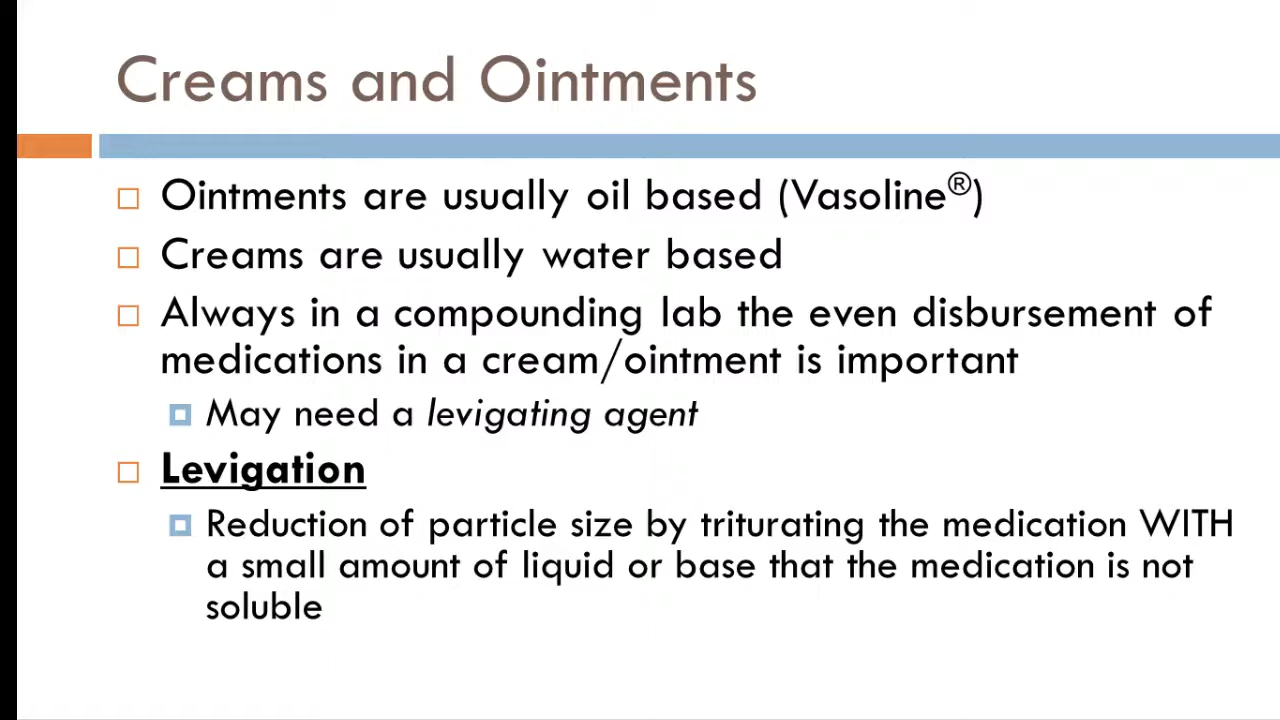 Creams and Ointments
Ointments are usually oil based (Vasoline®)
Creams are usually water based
Always in a compounding lab the even disbursement of
medications in a cream/ointment is important
May need a levigating agent
Levigation
Reduction of particle size by triturating the medication WITH
a small amount of liquid or base that the medication is not
soluble